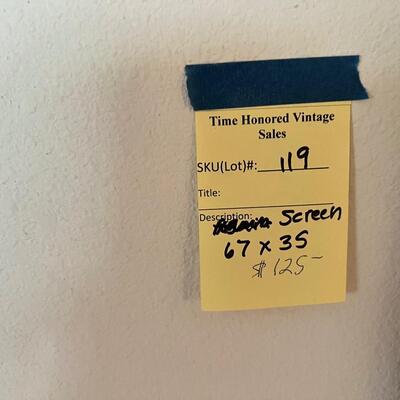 Time Honored Vintage
Sales
SKU(Lot)#: 119
Title:
Description: Screen
67 x 35
$125-